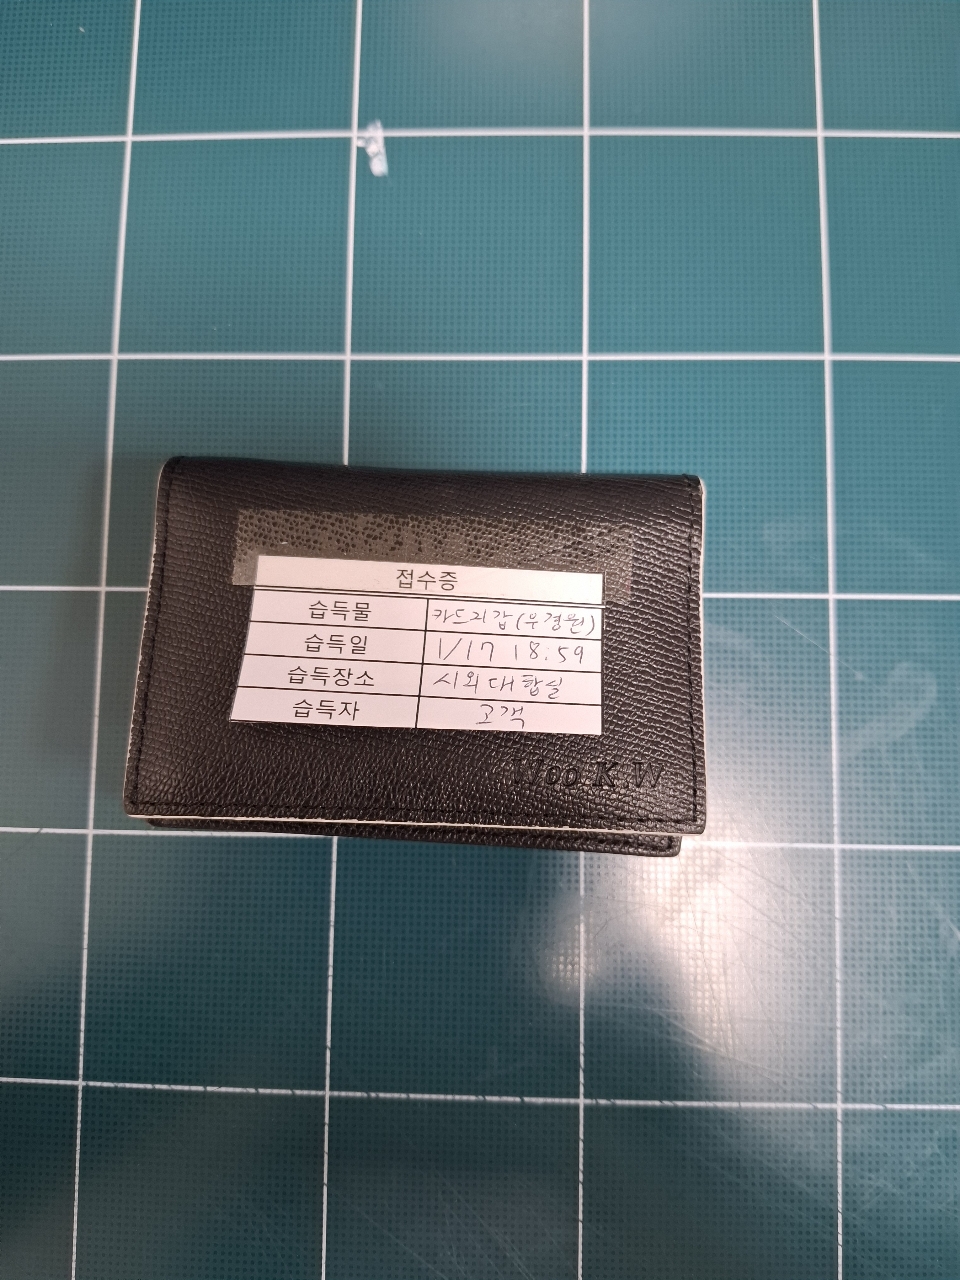 접수증
습득물 카드지갑(우경원)
습득일 1/17 18:59
습득장소 시외대합실
습득자 고객
Woo.K.W